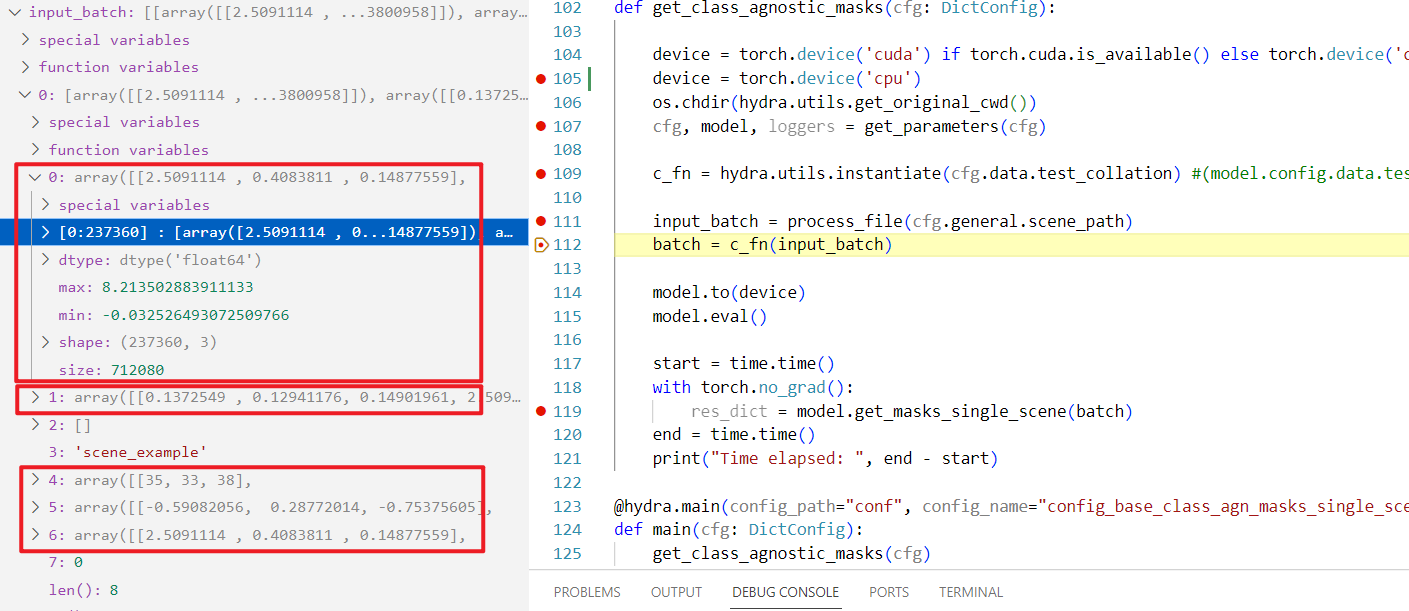 input_batch: [[array([[2.5091114 , ...3800958]]), array...
special variables
function variables
0: [array([[2.5091114 , ...3800958]]), array([[0.13725...
special variables
function variables
0: array([[2.5091114 , 0.4083811 , 0.14877559],
special variables
[0:237360] : [array([2.5091114 , 0...14877559]), a...
dtype: dtype('float64')
max: 8.213502883911133
min: -0.032526493072509766
shape: (237360, 3)
size: 712080
1: array([[0.1372549 , 0.12941176, 0.14901961, 2.509...
2: []
3: 'scene_example'
4: array([[35, 33, 38],
5: array([[-0.59082056,  0.28772014, -0.75375605],
6: array([[2.5091114 , 0.4083811 , 0.14877559],
7: 0
len(): 8
102 def get_class_agnostic_masks(cfg: DictConfig):
103
104 device = torch.device('cuda') if torch.cuda.is_available() else torch.device('c
105 device = torch.device('cpu')
106 os.chdir(hydra.utils.get_original_cwd())
107 cfg, model, loggers = get_parameters(cfg)
108
109 c_fn = hydra.utils.instantiate(cfg.data.test_collation) #(model.config.data.tes
110
111 input_batch = process_file(cfg.general.scene_path)
112 batch = c_fn(input_batch)
113
114 model.to(device)
115 model.eval()
116
117 start = time.time()
118 with torch.no_grad():
119 res_dict = model.get_masks_single_scene(batch)
120 end = time.time()
121 print("Time elapsed: ", end - start)
122
123 @hydra.main(config_path="conf", config_name="config_base_class_agn_masks_single_sce
124 def main(cfg: DictConfig):
125 get_class_agnostic_masks(cfg)
PROBLEMS OUTPUT DEBUG CONSOLE PORTS TERMINAL